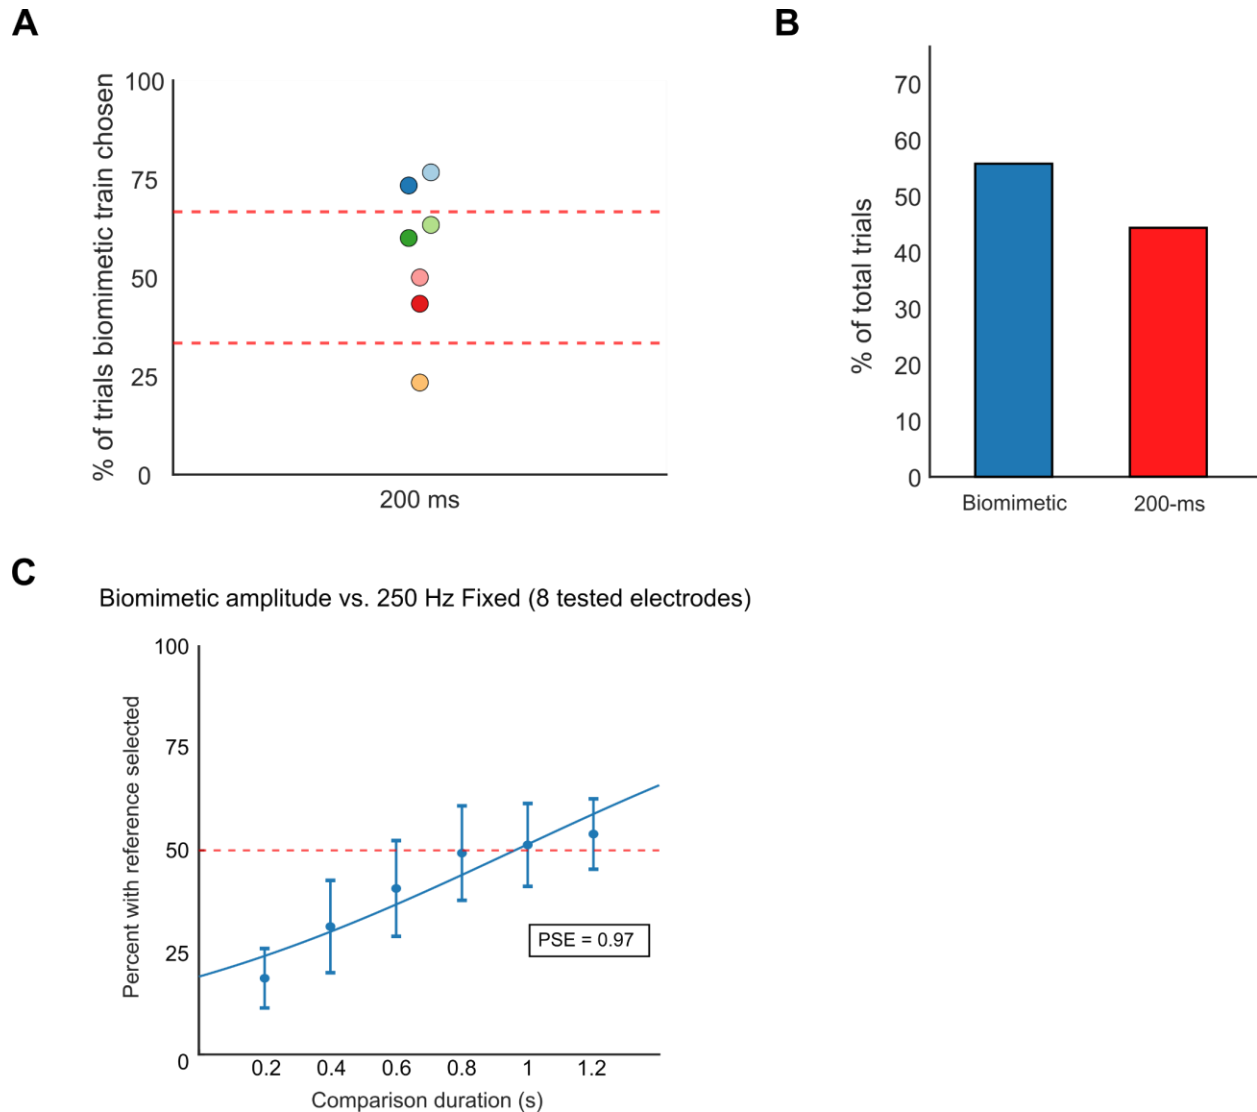 A
% of trials biomimetic train chosen
100
75
50
25
0
200 ms
B
% of total trials
70
60
50
40
30
20
10
0
Biomimetic
200-ms
C
Biomimetic amplitude vs. 250 Hz Fixed (8 tested electrodes)
Percent with reference selected
100
75
50
25
0
PSE = 0.97
0.2 0.4 0.6 0.8 1 1.2
Comparison duration (s)